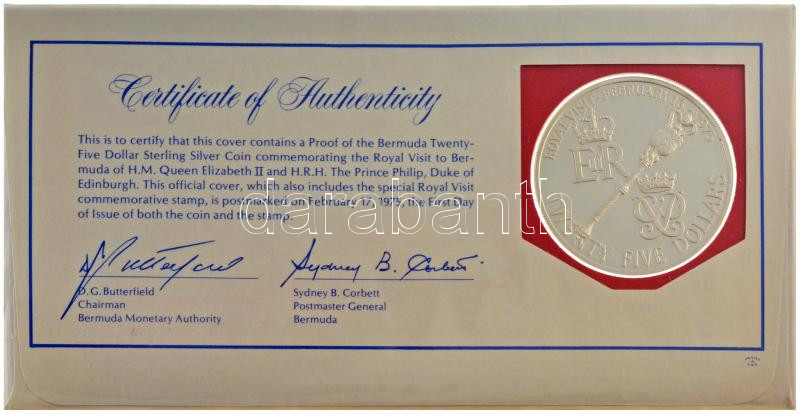 Certificate of Authenticity
This is to certify that this cover contains a Proof of the Bermuda Twenty-
Five Dollar Sterling Silver Coin commemorating the Royal Visit to Ber-
muda of H.M. Queen Elizabeth II and H.R.H. The Prince Philip, Duke of
Edinburgh. This official cover, which also includes the special Royal Visit
commemorative stamp, is postmarked on February 17, 1975, the First Day
of Issue of both the coin and the stamp.
darabanth
Sydney B. Corbett
D. G. Butterfield
Chairman
Bermuda Monetary Authority
Sydney B. Corbett
Postmaster General
Bermuda
ROYAL VISIT FEBRUARY 1975
EIIR
TWENTY FIVE DOLLARS